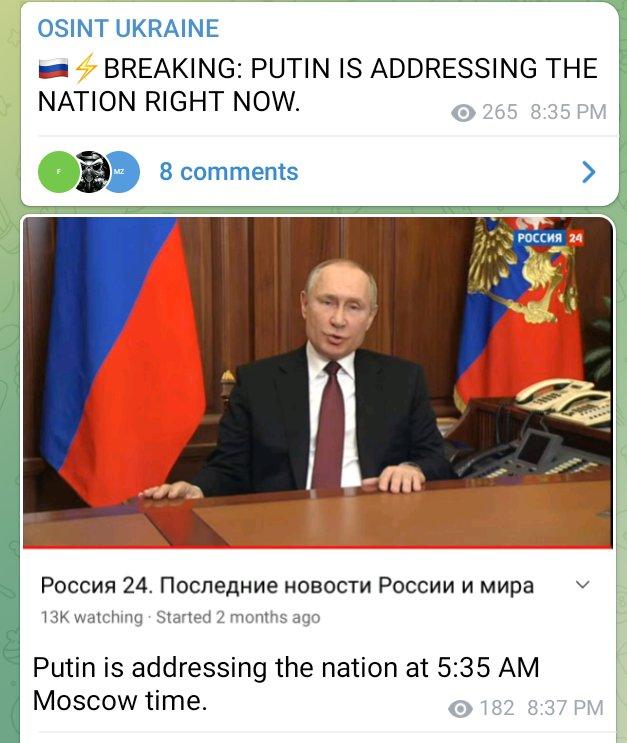 OSINT UKRAINE
🇷🇺⚡BREAKING: PUTIN IS ADDRESSING THE
NATION RIGHT NOW.
265 8:35 PM
F MZ 8 comments
РОССИЯ 24
Россия 24. Последние новости России и мира
13K watching · Started 2 months ago
Putin is addressing the nation at 5:35 AM
Moscow time.
182 8:37 PM